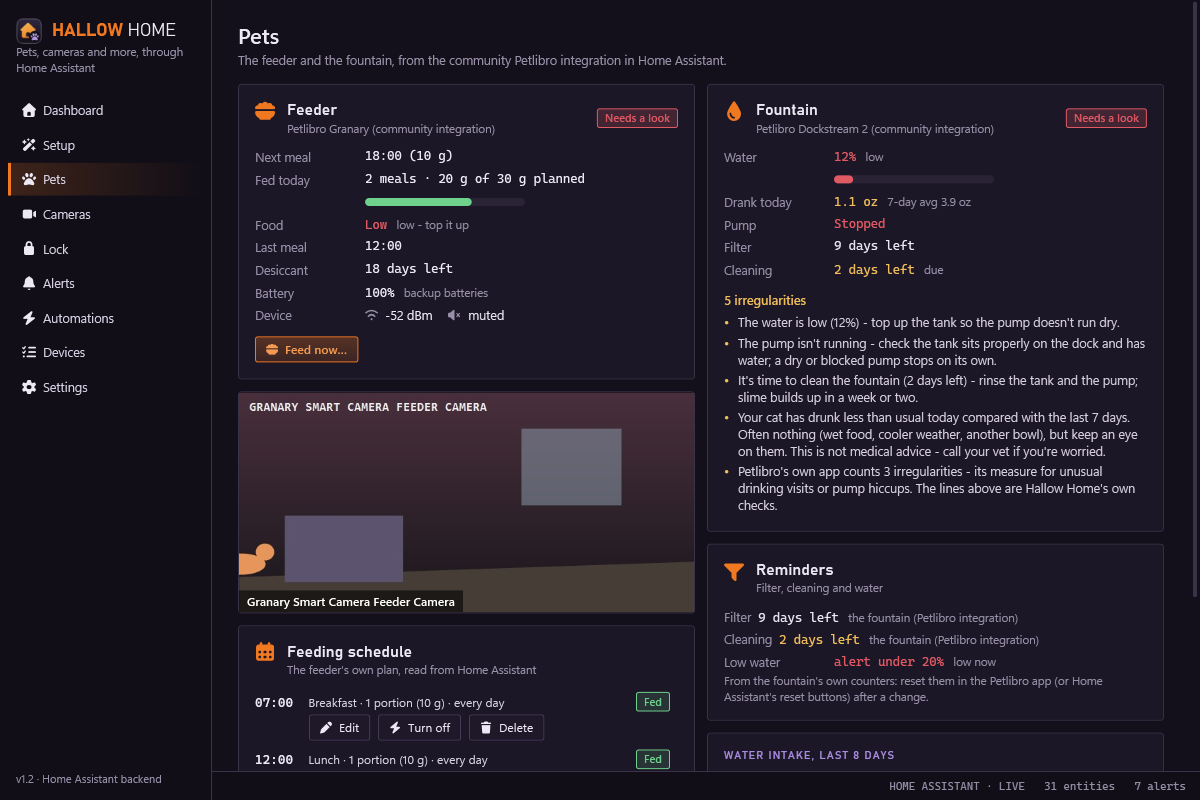 HALLOW HOME
Pets, cameras and more, through
Home Assistant
Dashboard
Setup
Pets
Cameras
Lock
Alerts
Automations
Devices
Settings
v1.2 · Home Assistant backend
Pets
The feeder and the fountain, from the community Petlibro integration in Home Assistant.
Feeder
Petlibro Granary (community integration)
Needs a look
Next meal 18:00 (10 g)
Fed today 2 meals · 20 g of 30 g planned
Food Low low - top it up
Last meal 12:00
Desiccant 18 days left
Battery 100% backup batteries
Device -52 dBm muted
Feed now...
GRANARY SMART CAMERA FEEDER CAMERA
Granary Smart Camera Feeder Camera
Feeding schedule
The feeder's own plan, read from Home Assistant
07:00 Breakfast · 1 portion (10 g) · every day Fed
Edit Turn off Delete
12:00 Lunch · 1 portion (10 g) · every day Fed
Fountain
Petlibro Dockstream 2 (community integration)
Needs a look
Water 12% low
Drank today 1.1 oz 7-day avg 3.9 oz
Pump Stopped
Filter 9 days left
Cleaning 2 days left due
5 irregularities
• The water is low (12%) - top up the tank so the pump doesn't run dry.
• The pump isn't running - check the tank sits properly on the dock and has
water; a dry or blocked pump stops on its own.
• It's time to clean the fountain (2 days left) - rinse the tank and the pump;
slime builds up in a week or two.
• Your cat has drunk less than usual today compared with the last 7 days.
Often nothing (wet food, cooler weather, another bowl), but keep an eye
on them. This is not medical advice - call your vet if you're worried.
• Petlibro's own app counts 3 irregularities - its measure for unusual
drinking visits or pump hiccups. The lines above are Hallow Home's own
checks.
Reminders
Filter, cleaning and water
Filter 9 days left the fountain (Petlibro integration)
Cleaning 2 days left the fountain (Petlibro integration)
Low water alert under 20% low now
From the fountain's own counters: reset them in the Petlibro app (or Home
Assistant's reset buttons) after a change.
WATER INTAKE, LAST 8 DAYS
HOME ASSISTANT · LIVE 31 entities 7 alerts